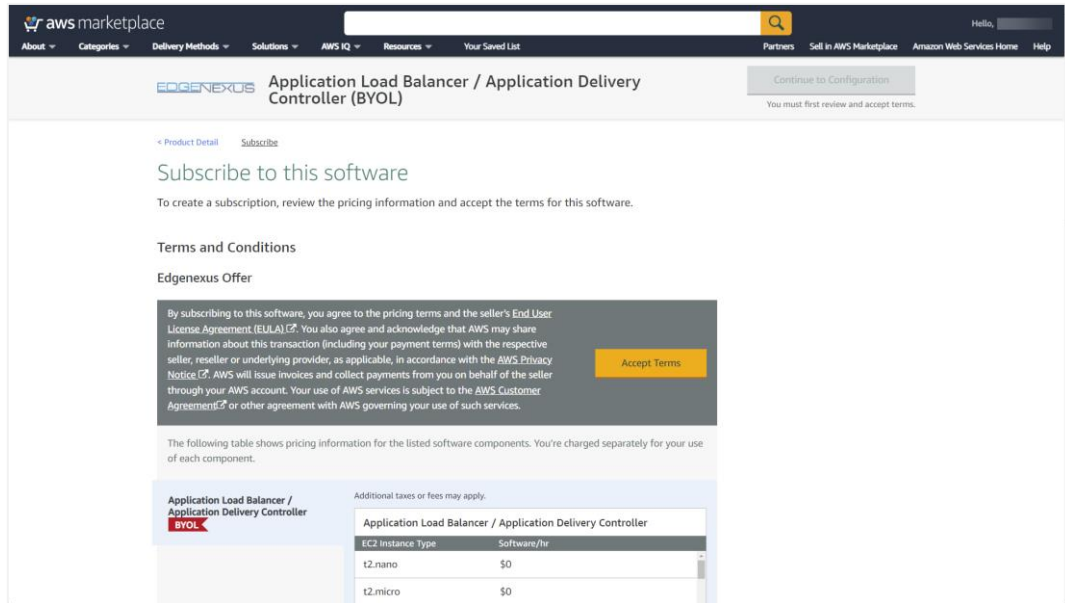 aws marketplace
Hello,
About Categories Delivery Methods Solutions AWS IQ Resources Your Saved List
Partners Sell in AWS Marketplace Amazon Web Services Home Help
EDGENEXUS
Application Load Balancer / Application Delivery
Controller (BYOL)
Continue to Configuration
You must first review and accept terms.
< Product Detail Subscribe
Subscribe to this software
To create a subscription, review the pricing information and accept the terms for this software.
Terms and Conditions
Edgenexus Offer
By subscribing to this software, you agree to the pricing terms and the seller's End User
License Agreement (EULA). You also agree and acknowledge that AWS may share
information about this transaction (including your payment terms) with the respective
seller, reseller or underlying provider, as applicable, in accordance with the AWS Privacy
Notice. AWS will issue invoices and collect payments from you on behalf of the seller
through your AWS account. Your use of AWS services is subject to the AWS Customer
Agreement or other agreement with AWS governing your use of such services.
Accept Terms
The following table shows pricing information for the listed software components. You're charged separately for your use
of each component.
Application Load Balancer /
Application Delivery Controller
BYOL
Additional taxes or fees may apply.
Application Load Balancer / Application Delivery Controller
EC2 Instance Type Software/hr
t2.nano $0
t2.micro $0